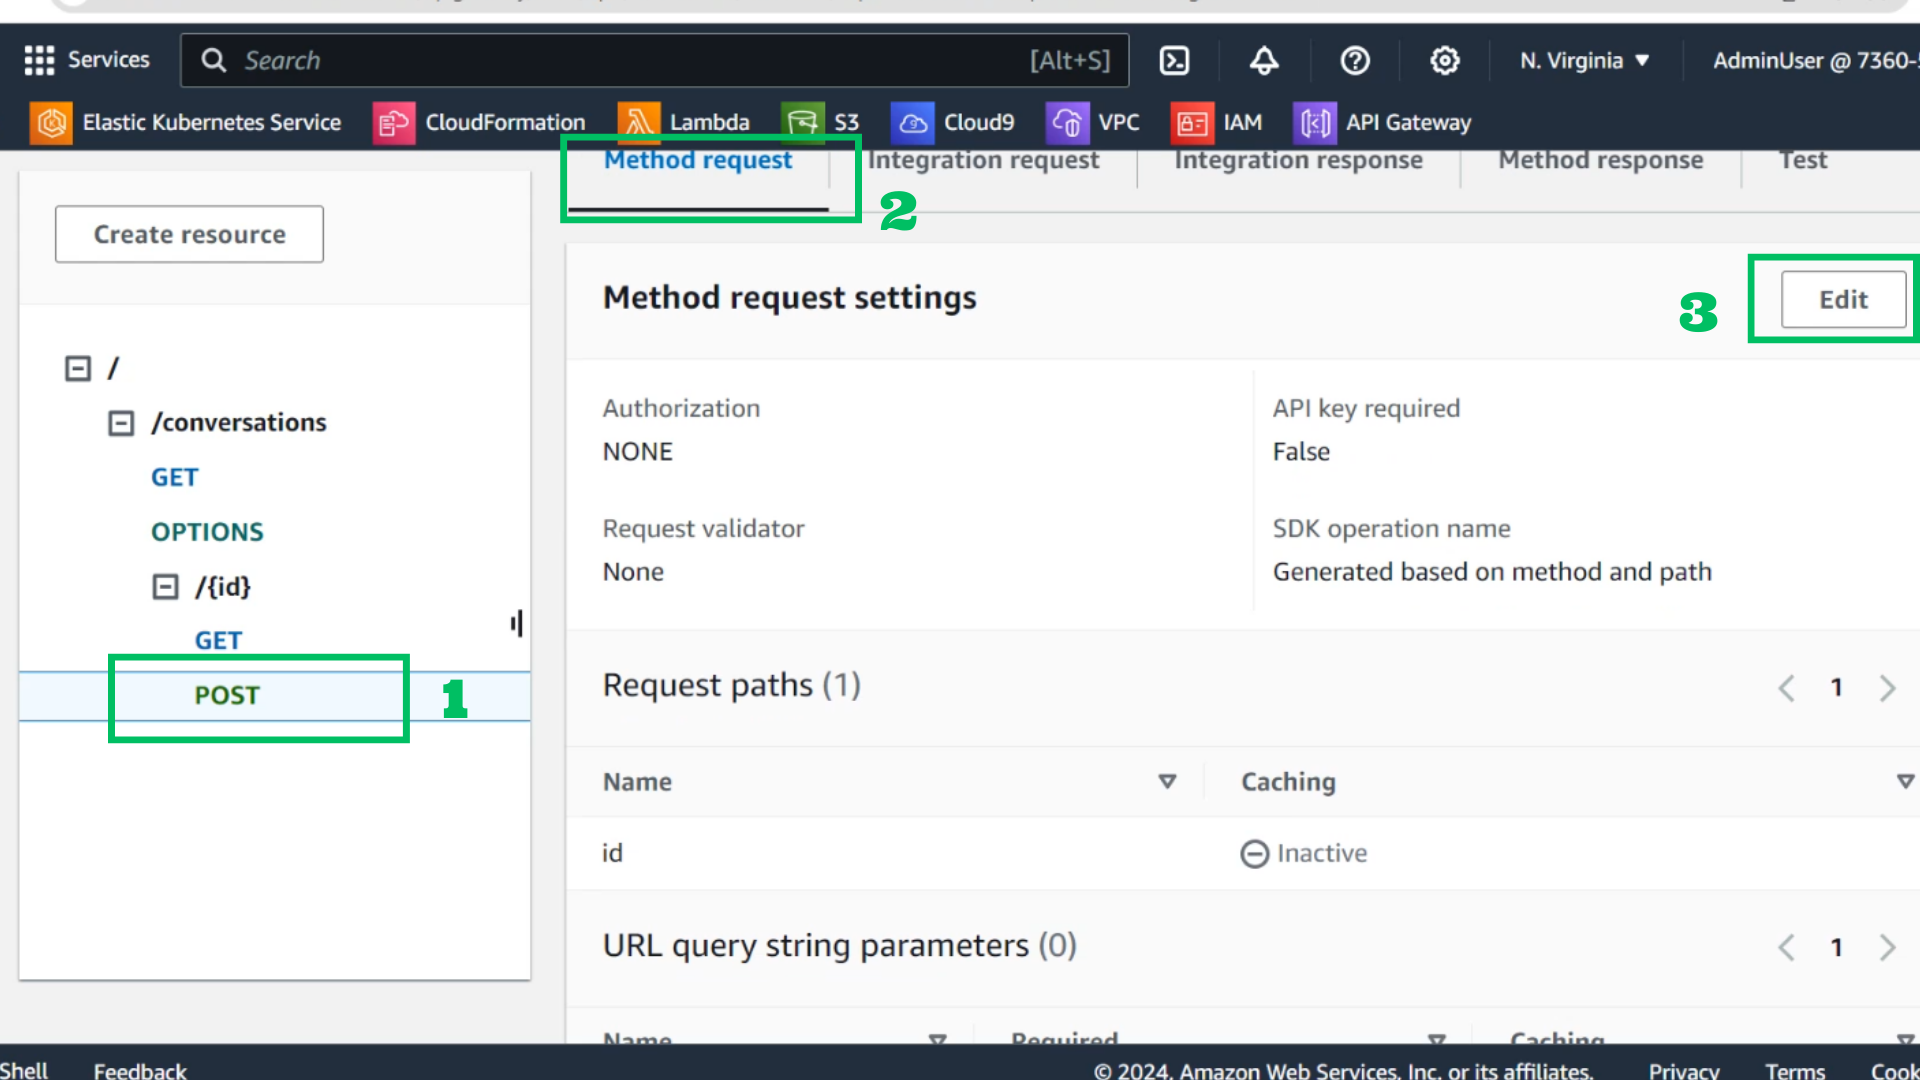 Services
Search
[Alt+S]
N. Virginia
AdminUser @ 7360-5
Elastic Kubernetes Service
CloudFormation
Lambda
S3
Cloud9
VPC
IAM
API Gateway
Create resource
/
/conversations
GET
OPTIONS
/{id}
GET
POST
1
Method request
Integration request
Integration response
Method response
Test
2
Method request settings
3
Edit
Authorization
NONE
API key required
False
Request validator
None
SDK operation name
Generated based on method and path
Request paths (1)
1
Name
Caching
id
Inactive
URL query string parameters (0)
1
Name
Required
Caching
Shell
Feedback
© 2024, Amazon Web Services, Inc. or its affiliates.
Privacy
Terms
Cook